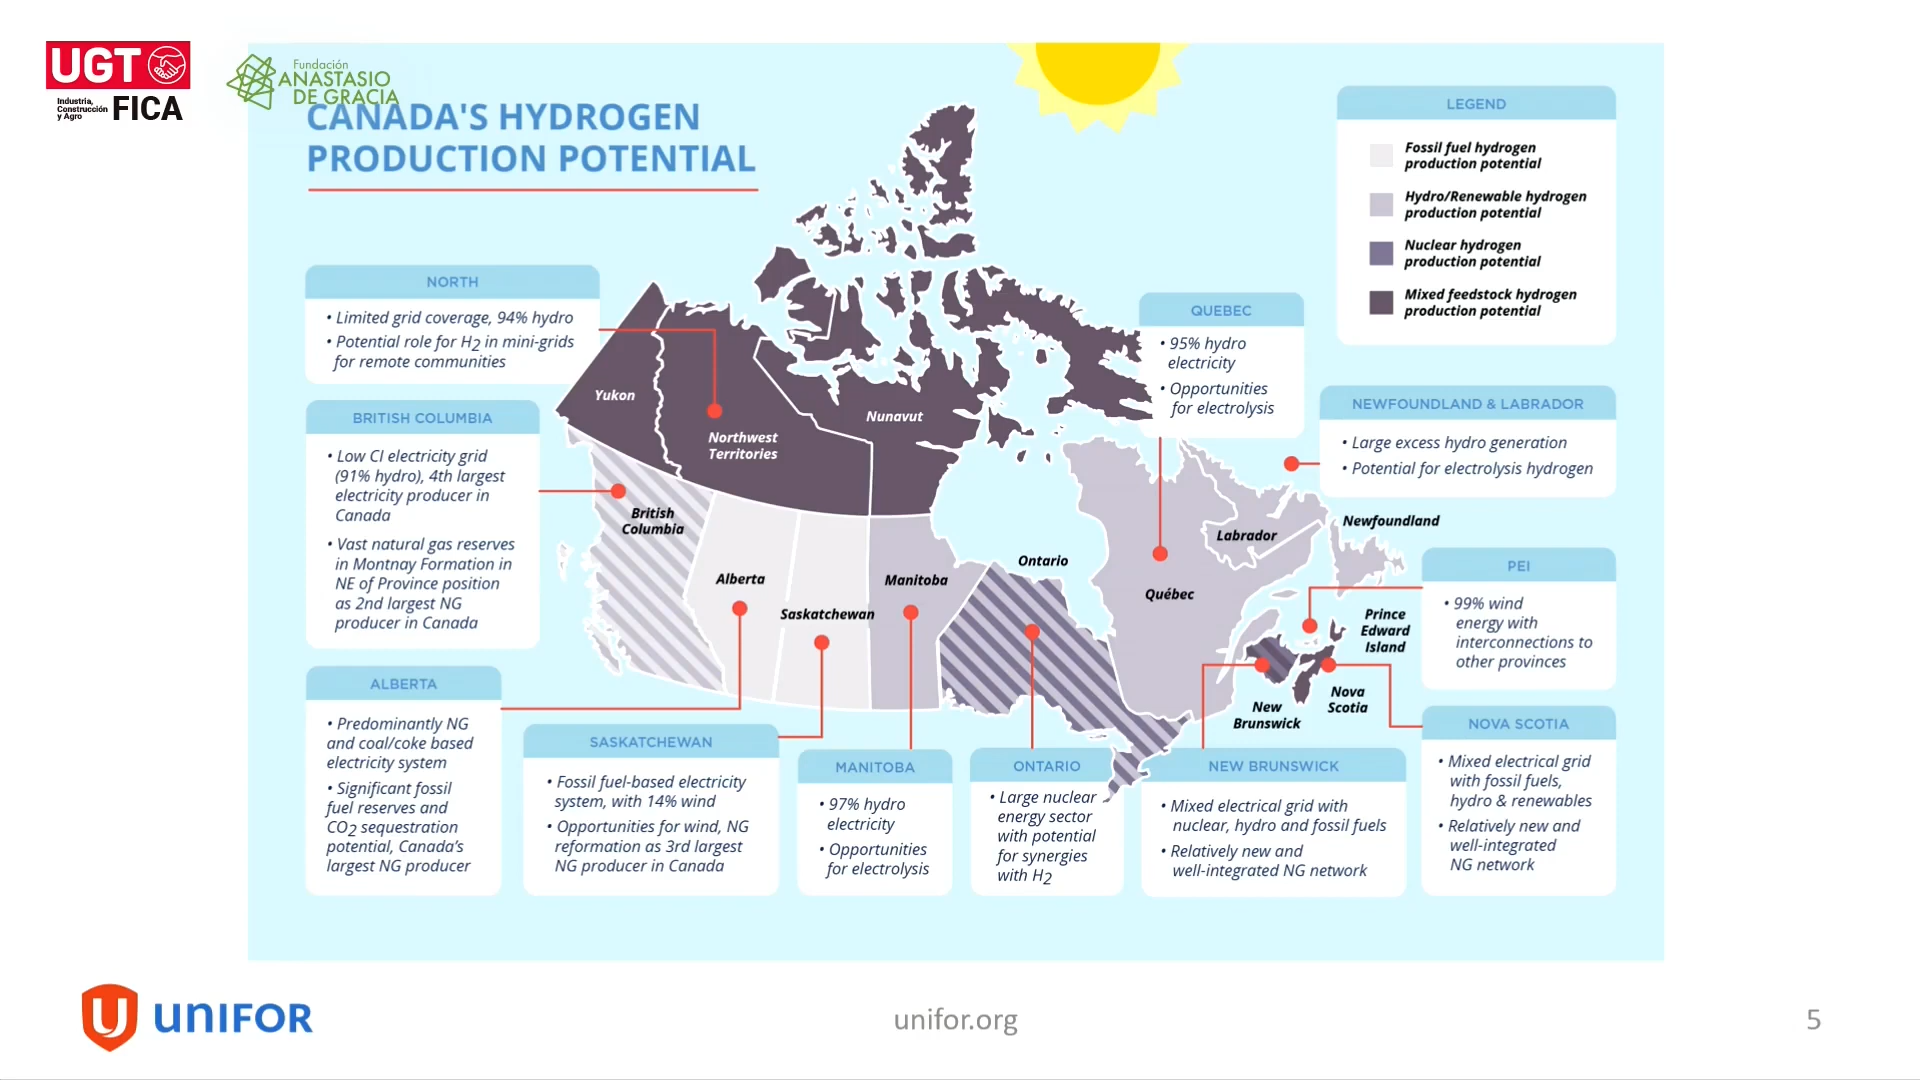 UGT
Industria,
Construcción
y Agro
FICA
Fundación
ANASTASIO
DE GRACIA
CANADA'S HYDROGEN
PRODUCTION POTENTIAL
LEGEND
Fossil fuel hydrogen
production potential
Hydro/Renewable hydrogen
production potential
Nuclear hydrogen
production potential
Mixed feedstock hydrogen
production potential
NORTH
• Limited grid coverage, 94% hydro
• Potential role for H2 in mini-grids
for remote communities
QUEBEC
• 95% hydro
electricity
• Opportunities
for electrolysis
NEWFOUNDLAND & LABRADOR
• Large excess hydro generation
• Potential for electrolysis hydrogen
BRITISH COLUMBIA
• Low CI electricity grid
(91% hydro), 4th largest
electricity producer in
Canada
• Vast natural gas reserves
in Montnay Formation in
NE of Province position
as 2nd largest NG
producer in Canada
Yukon
Northwest
Territories
Nunavut
British
Columbia
Alberta
Saskatchewan
Manitoba
Ontario
Québec
Labrador
Newfoundland
Prince
Edward
Island
New
Brunswick
Nova
Scotia
PEI
• 99% wind
energy with
interconnections to
other provinces
ALBERTA
• Predominantly NG
and coal/coke based
electricity system
• Significant fossil
fuel reserves and
CO2 sequestration
potential, Canada's
largest NG producer
SASKATCHEWAN
• Fossil fuel-based electricity
system, with 14% wind
• Opportunities for wind, NG
reformation as 3rd largest
NG producer in Canada
MANITOBA
• 97% hydro
electricity
• Opportunities
for electrolysis
ONTARIO
• Large nuclear
energy sector
with potential
for synergies
with H2
NEW BRUNSWICK
• Mixed electrical grid with
nuclear, hydro and fossil fuels
• Relatively new and
well-integrated NG network
NOVA SCOTIA
• Mixed electrical grid
with fossil fuels,
hydro & renewables
• Relatively new and
well-integrated
NG network
UNIFOR
unifor.org
5